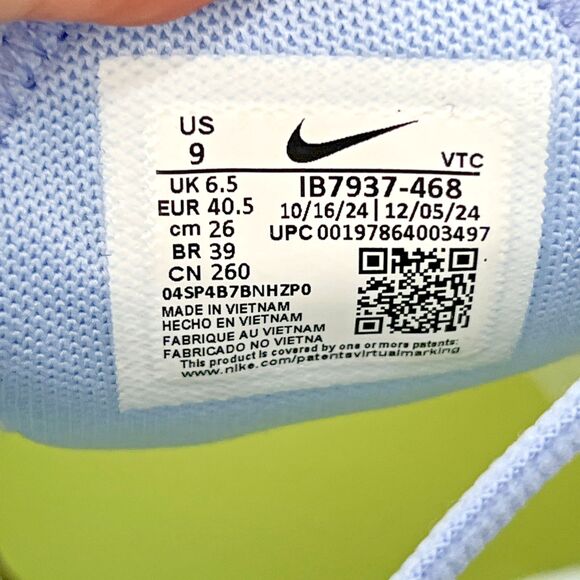 US
9
VTC
UK 6.5
EUR 40.5
cm 26
BR 39
CN 260
IB7937-468
10/16/24 | 12/05/24
UPC 00197864003497
04SP4B7BNHZP0
MADE IN VIETNAM
HECHO EN VIETNAM
FABRIQUE AU VIETNAM
FABRICADO NO VIETNA
This product is covered by one or more patents:
www.nike.com/patentsvirtualmarking